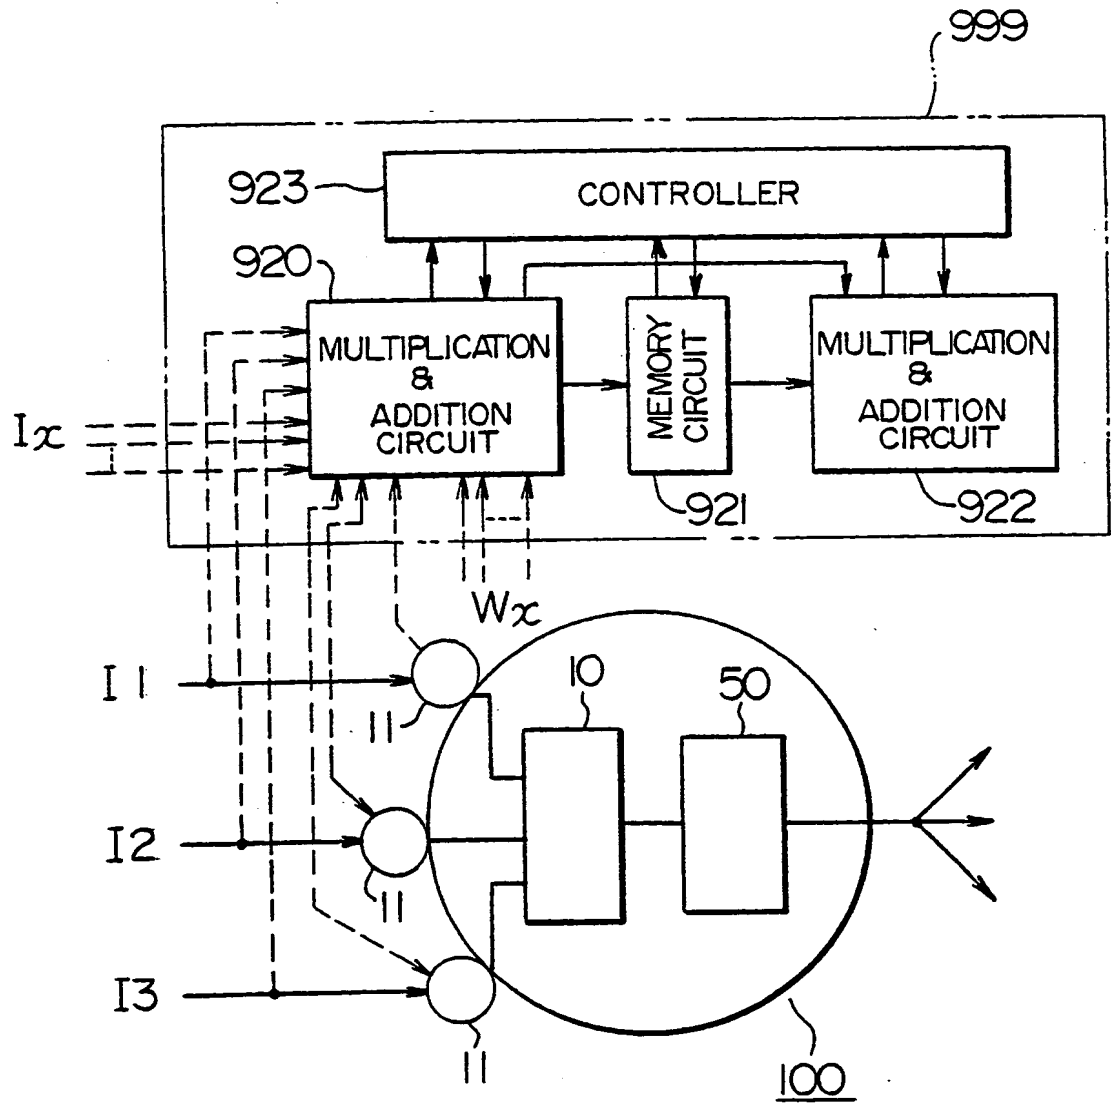 999
923
CONTROLLER
920
MULTIPLICATION
&
ADDITION
CIRCUIT
MEMORY
CIRCUIT
MULTIPLICATION
&
ADDITION
CIRCUIT
Ix
921
922
Wx
I1
11
10
50
I2
11
I3
11
100